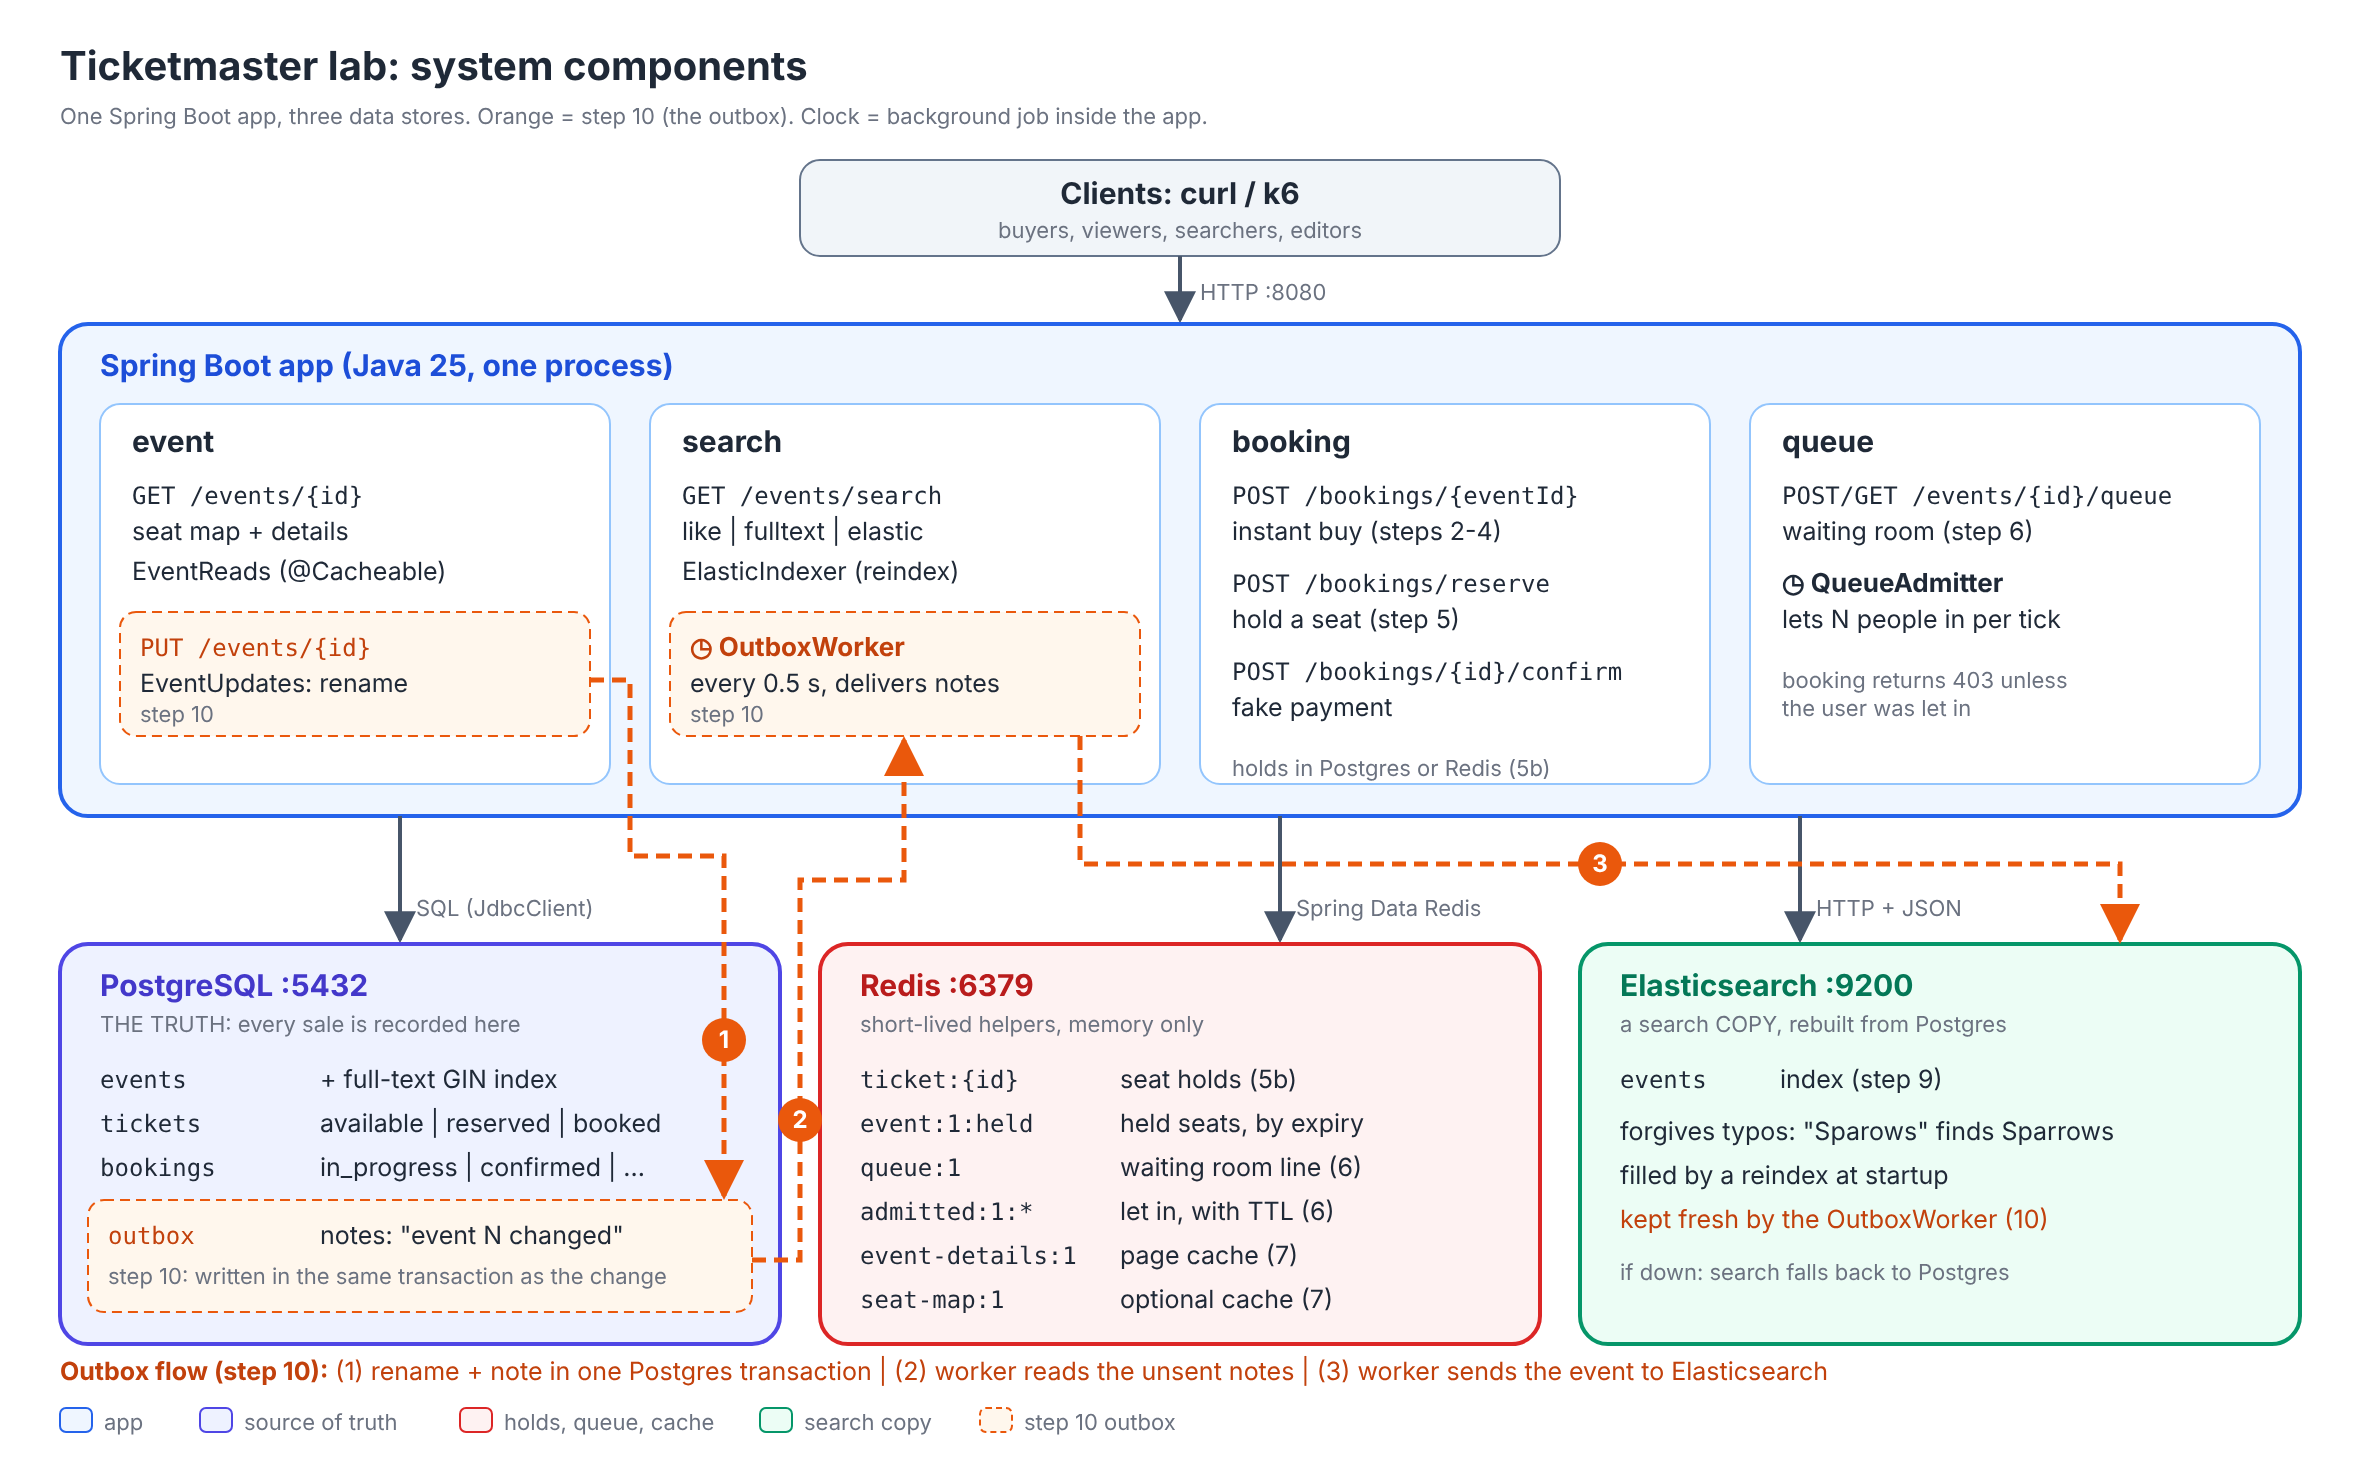 Ticketmaster lab: system components
One Spring Boot app, three data stores. Orange = step 10 (the outbox). Clock = background job inside the app.
Clients: curl / k6
buyers, viewers, searchers, editors
HTTP :8080
Spring Boot app (Java 25, one process)
event
GET /events/{id}
seat map + details
EventReads (@Cacheable)
PUT /events/{id}
EventUpdates: rename
step 10
search
GET /events/search
like | fulltext | elastic
ElasticIndexer (reindex)
OutboxWorker
every 0.5 s, delivers notes
step 10
booking
POST /bookings/{eventId}
instant buy (steps 2-4)
POST /bookings/reserve
hold a seat (step 5)
POST /bookings/{id}/confirm
fake payment
holds in Postgres or Redis (5b)
queue
POST/GET /events/{id}/queue
waiting room (step 6)
QueueAdmitter
lets N people in per tick
booking returns 403 unless
the user was let in
3
SQL (JdbcClient)
Spring Data Redis
HTTP + JSON
PostgreSQL :5432
THE TRUTH: every sale is recorded here
1
events + full-text GIN index
tickets available | reserved | booked
bookings in_progress | confirmed | ...
outbox notes: "event N changed"
step 10: written in the same transaction as the change
2
Redis :6379
short-lived helpers, memory only
ticket:{id} seat holds (5b)
event:1:held held seats, by expiry
queue:1 waiting room line (6)
admitted:1:* let in, with TTL (6)
event-details:1 page cache (7)
seat-map:1 optional cache (7)
Elasticsearch :9200
a search COPY, rebuilt from Postgres
events index (step 9)
forgives typos: "Sparows" finds Sparrows
filled by a reindex at startup
kept fresh by the OutboxWorker (10)
if down: search falls back to Postgres
Outbox flow (step 10): (1) rename + note in one Postgres transaction | (2) worker reads the unsent notes | (3) worker sends the event to Elasticsearch
app
source of truth
holds, queue, cache
search copy
step 10 outbox